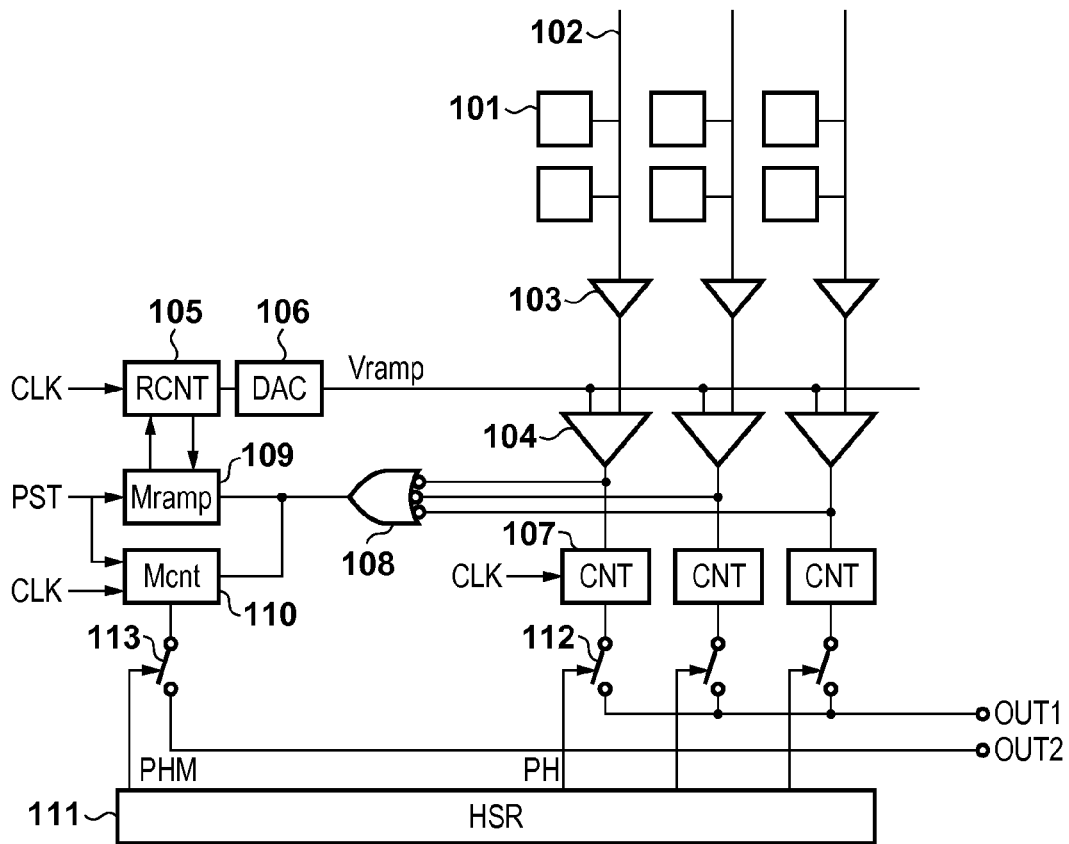 102
101
103
105
106
CLK
RCNT
DAC
Vramp
104
109
PST
Mramp
108
107
CLK
Mcnt
110
CLK
CNT
CNT
CNT
113
112
OUT1
OUT2
PHM
PH
111
HSR